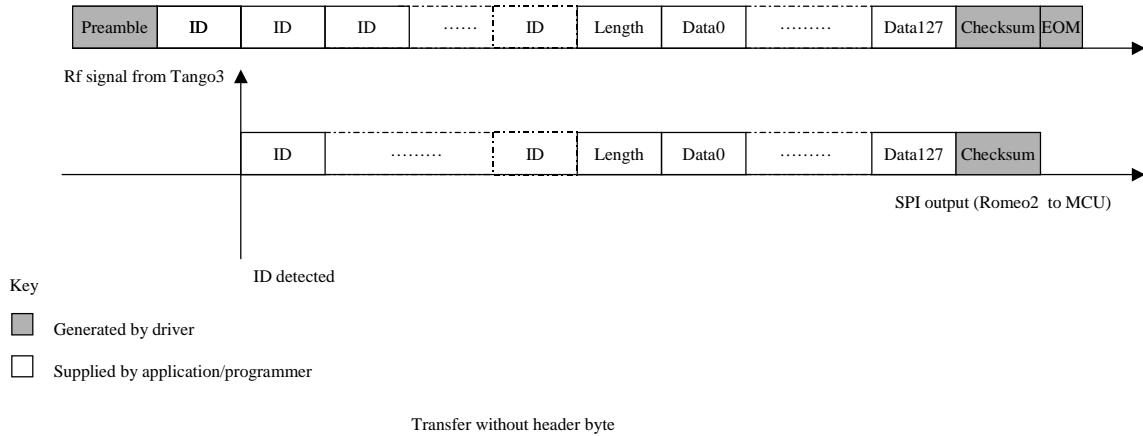 Preamble ID ID ID ...... ID Length Data0 ......... Data127 Checksum EOM
Rf signal from Tango3
ID ......... ID Length Data0 ......... Data127 Checksum
SPI output (Romeo2 to MCU)
ID detected
Key
Generated by driver
Supplied by application/programmer
Transfer without header byte